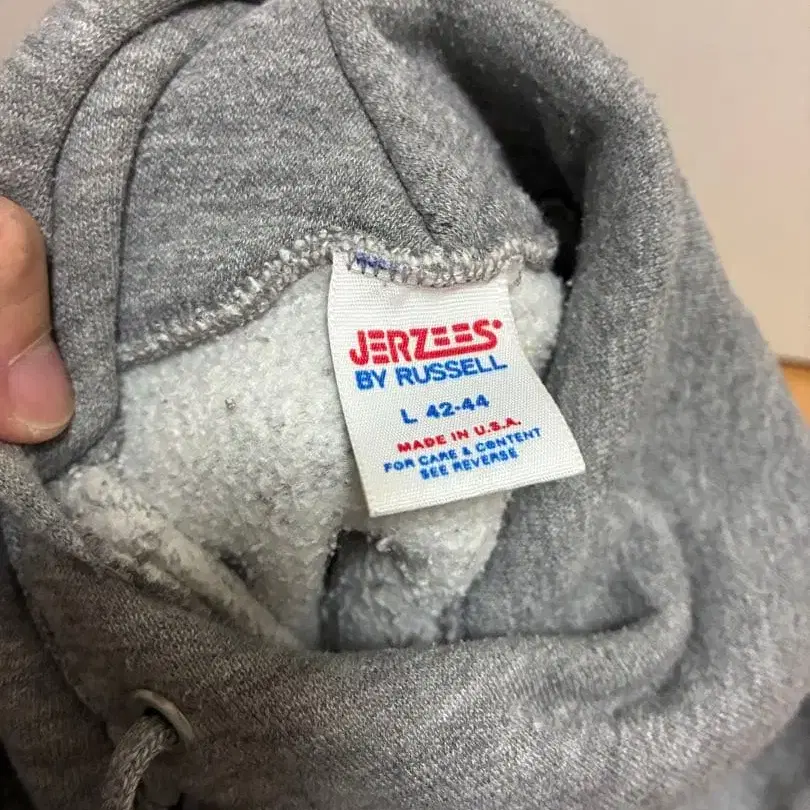 JERZEES
BY RUSSELL
L 42-44
MADE IN U.S.A.
FOR CARE & CONTENT
SEE REVERSE